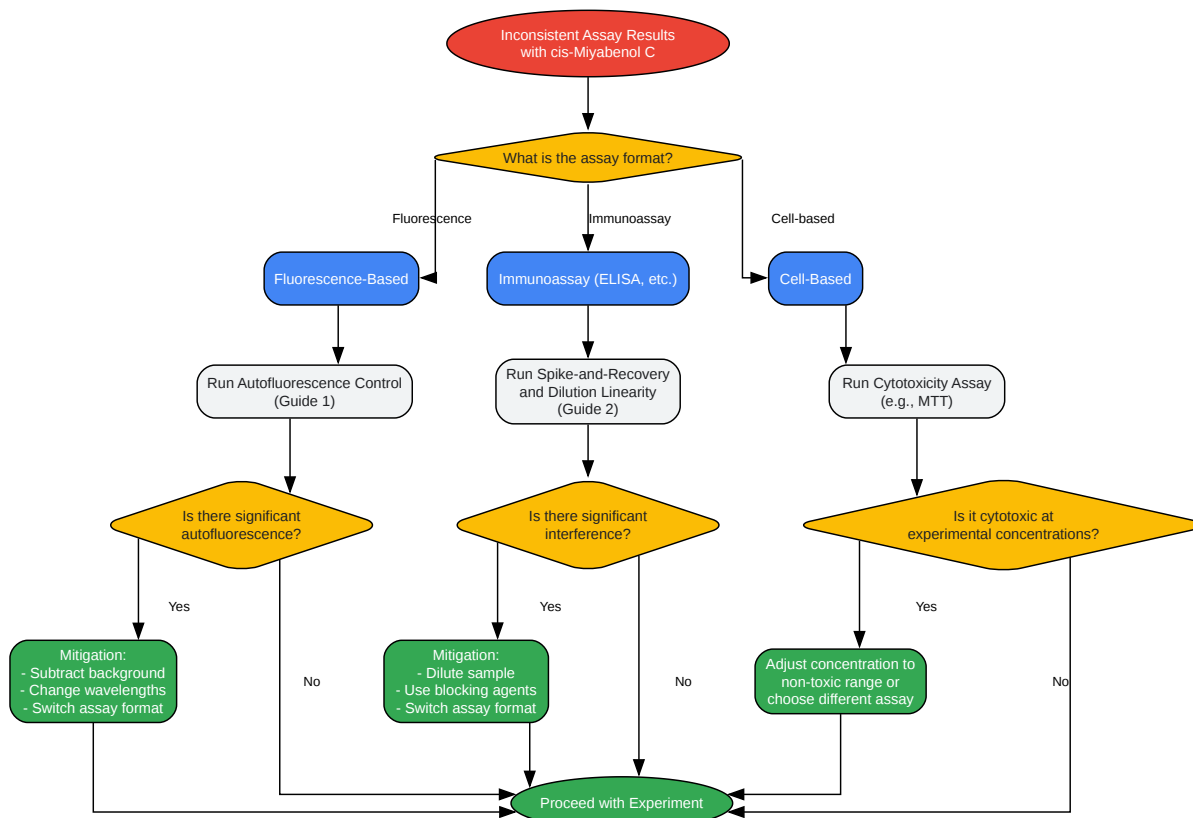 Inconsistent Assay Results
with cis-Miyabenol C
What is the assay format?
Fluorescence
Immunoassay
Cell-based
Fluorescence-Based
Immunoassay (ELISA, etc.)
Cell-Based
Run Autofluorescence Control
(Guide 1)
Run Spike-and-Recovery
and Dilution Linearity
(Guide 2)
Run Cytotoxicity Assay
(e.g., MTT)
Is there significant
autofluorescence?
Is there significant
interference?
Is it cytotoxic at
experimental concentrations?
Yes
Yes
Yes
Mitigation:
- Subtract background
- Change wavelengths
- Switch assay format
No
Mitigation:
- Dilute sample
- Use blocking agents
- Switch assay format
No
Adjust concentration to
non-toxic range or
choose different assay
No
Proceed with Experiment